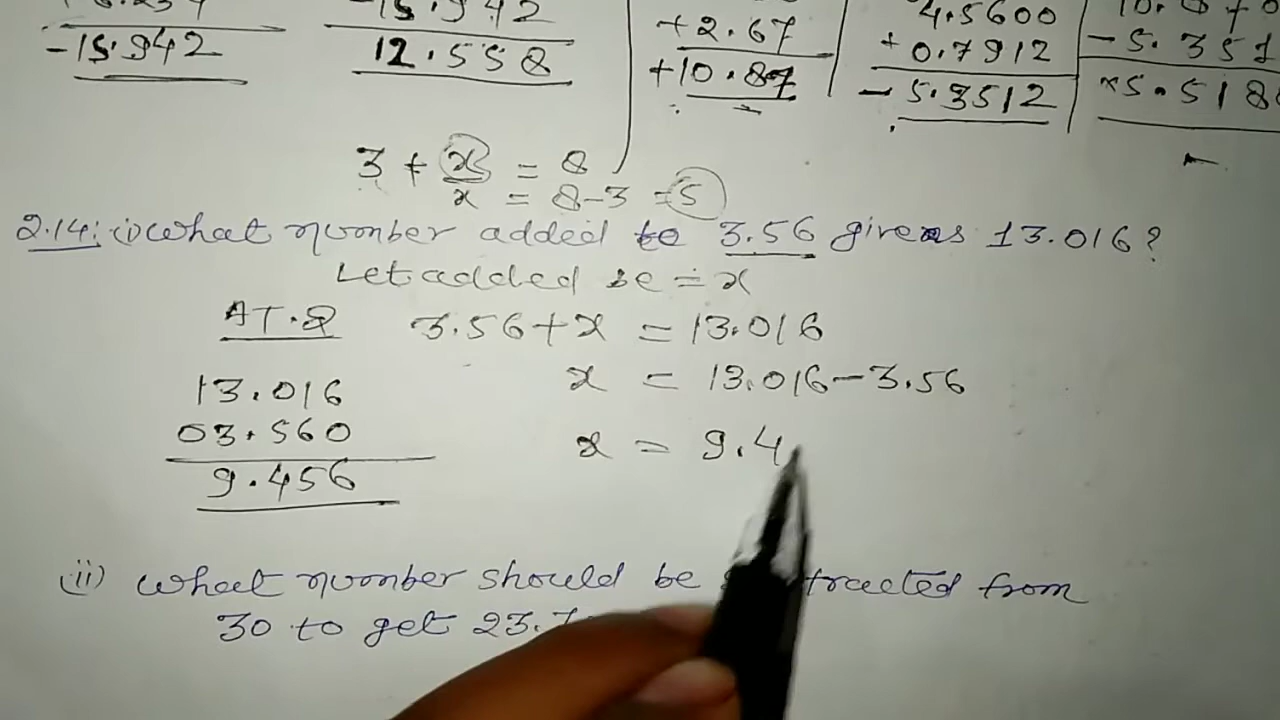 -15.942
-15.942
12.558
+2.67
+10.87
4.5600
+ 0.7912
- 5.3512
- 5.351
5.518
3 + x = 8
x = 8-3 = 5
2.14: i) What number added to 3.56 gives 13.016?
Let added be = x
AT.Q 3.56+x = 13.016
13.016 x = 13.016-3.56
03.560
9.456 x = 9.4
(ii) What number should be from
30 to get 23.7